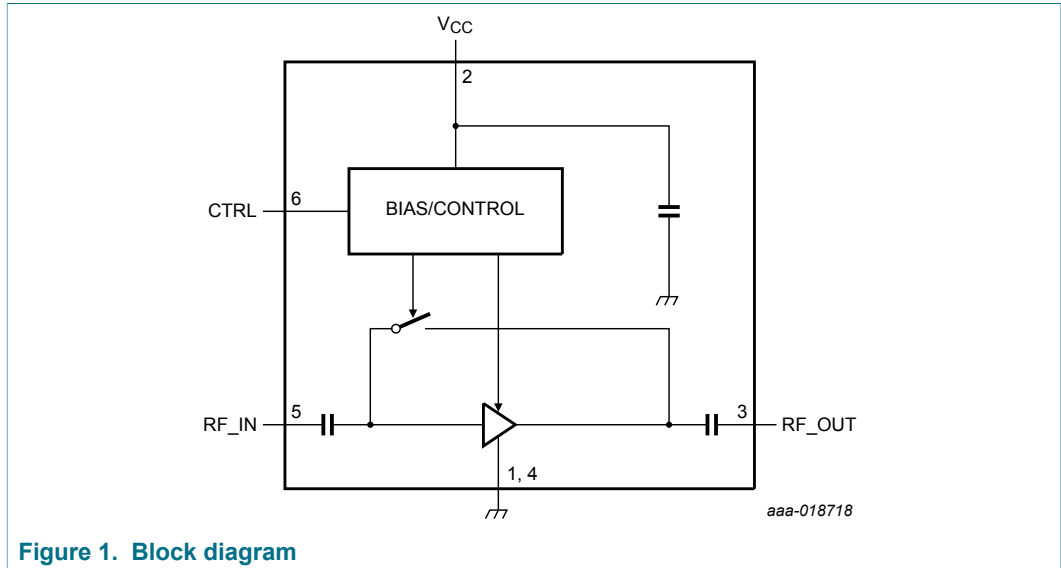 VCC
2
CTRL
6
BIAS/CONTROL
RF_IN
5
3
RF_OUT
1, 4
aaa-018718
Figure 1. Block diagram